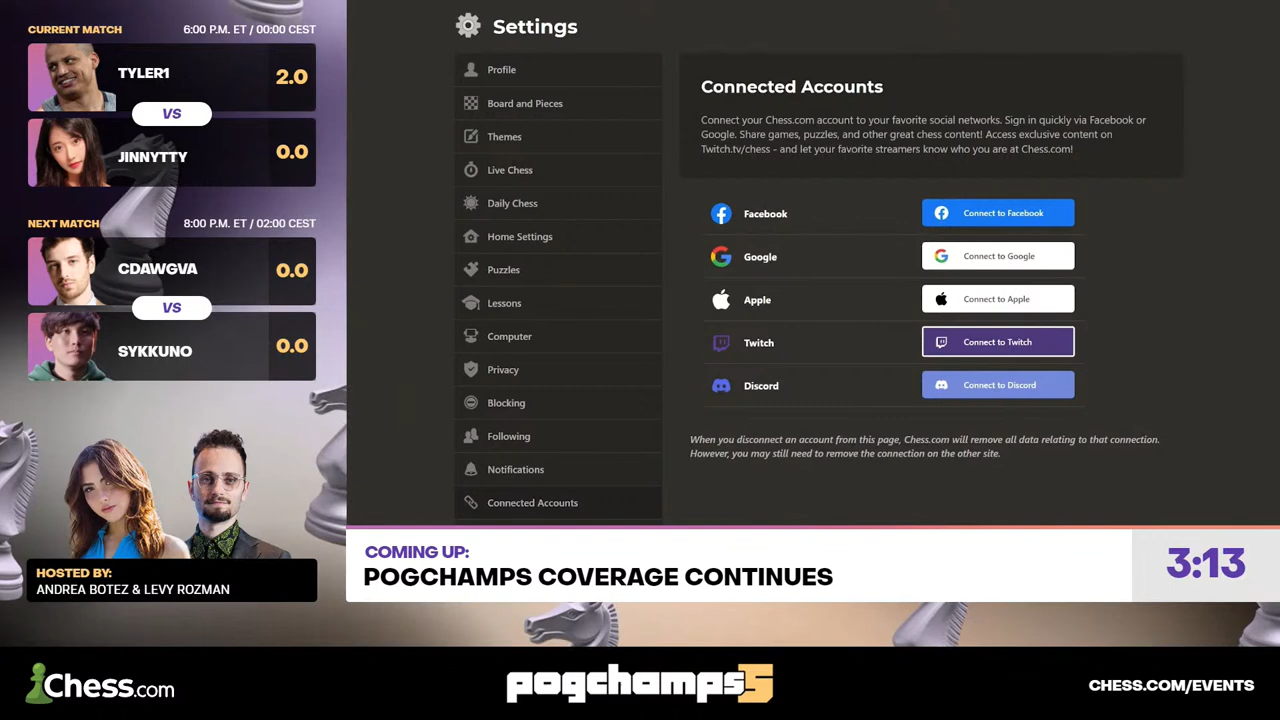 CURRENT MATCH
6:00 P.M. ET / 00:00 CEST
TYLER1
2.0
VS
JINNYTTY
0.0
NEXT MATCH
8:00 P.M. ET / 02:00 CEST
CDAWGVA
0.0
VS
SYKKUNO
0.0
HOSTED BY:
ANDREA BOTEZ & LEVY ROZMAN
Settings
Profile
Board and Pieces
Themes
Live Chess
Daily Chess
Home Settings
Puzzles
Lessons
Computer
Privacy
Blocking
Following
Notifications
Connected Accounts
Connected Accounts
Connect your Chess.com account to your favorite social networks. Sign in quickly via Facebook or
Google. Share games, puzzles, and other great chess content! Access exclusive content on
Twitch.tv/chess - and let your favorite streamers know who you are at Chess.com!
Facebook
Connect to Facebook
Google
Connect to Google
Apple
Connect to Apple
Twitch
Connect to Twitch
Discord
Connect to Discord
When you disconnect an account from this page, Chess.com will remove all data relating to that connection.
However, you may still need to remove the connection on the other site.
COMING UP:
POGCHAMPS COVERAGE CONTINUES
3:13
Chess.com
pogchamps5
CHESS.COM/EVENTS